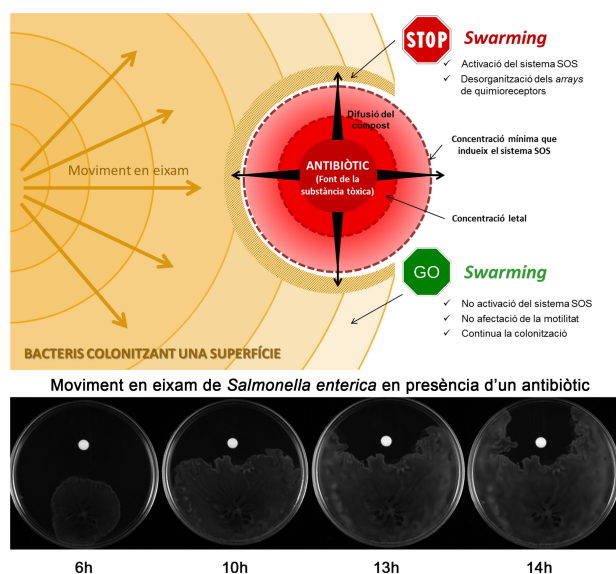 STOP Swarming
✓ Activació del sistema SOS
✓ Desorganització dels arrays
de quimioreceptors
Difusió del
compost
Concentració mínima que
indueix el sistema SOS
Moviment en eixam
ANTIBIÒTIC
(Font de la
substància tòxica)
Concentració letal
GO Swarming
✓ No activació del sistema SOS
✓ No afectació de la motilitat
✓ Continua la colonització
BACTERIS COLONITZANT UNA SUPERFÍCIE
Moviment en eixam de Salmonella enterica en presència d'un antibiòtic
6h 10h 13h 14h